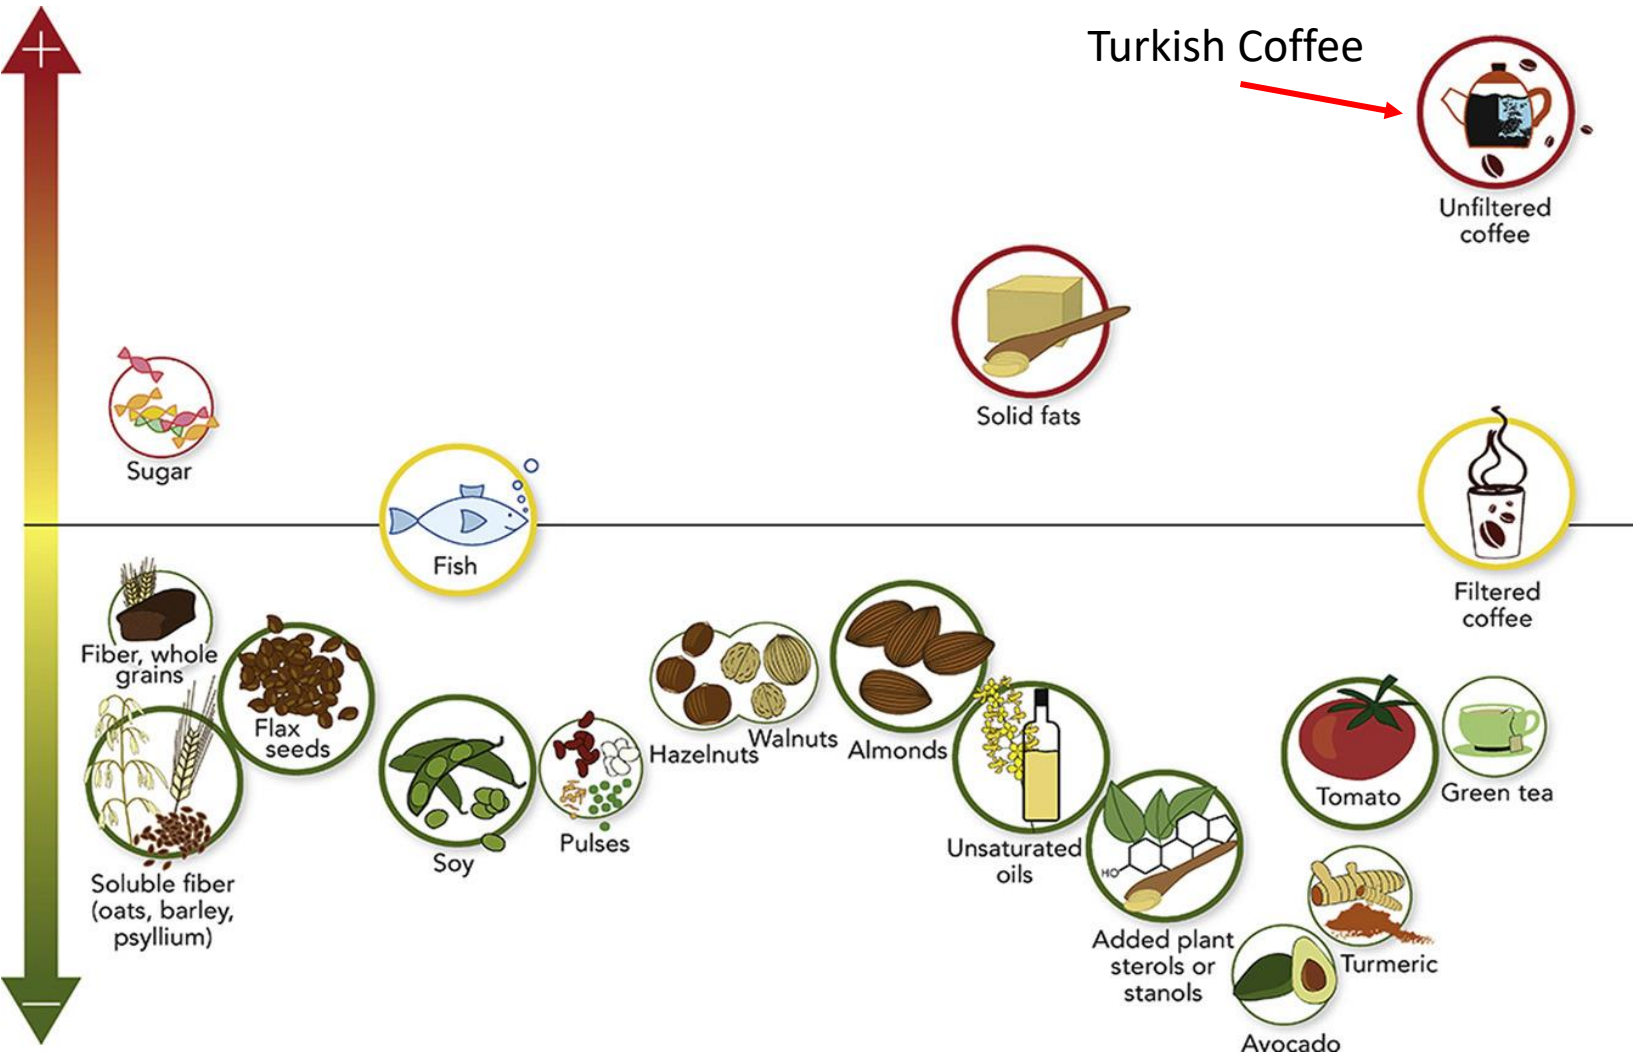 +
Turkish Coffee
Unfiltered
coffee
Solid fats
Sugar
Fish
Filtered
coffee
Fiber, whole
grains
Flax
seeds
Hazelnuts
Walnuts
Almonds
Tomato
Green tea
Soy
Pulses
Unsaturated
oils
HO
Soluble fiber
(oats, barley,
psyllium)
Added plant
sterols or
stanols
Turmeric
Avocado
−